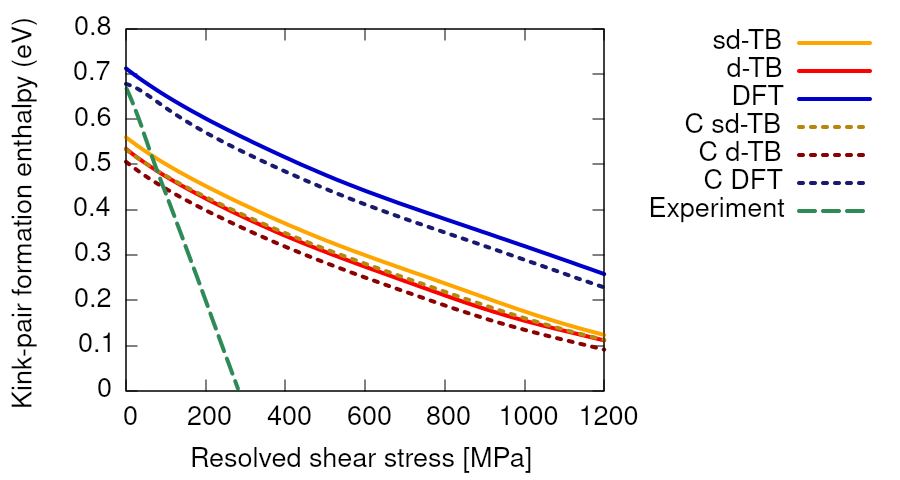 Kink-pair formation enthalpy (eV)
0.8
0.7
0.6
0.5
0.4
0.3
0.2
0.1
0
0 200 400 600 800 1000 1200
Resolved shear stress [MPa]
sd-TB
d-TB
DFT
C sd-TB
C d-TB
C DFT
Experiment